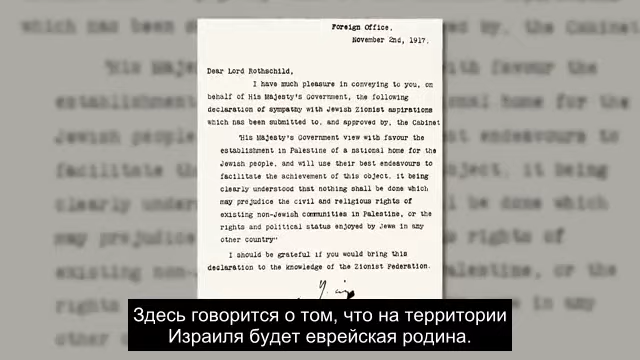 Foreign Office,
November 2nd, 1917.
Dear Lord Rothschild,
I have much pleasure in conveying to you, on
behalf of His Majesty's Government, the following
declaration of sympathy with Jewish Zionist aspirations
which has been submitted to, and approved by, the Cabinet
"His Majesty's Government view with favour the
establishment in Palestine of a national home for the
Jewish people, and will use their best endeavours to
facilitate the achievement of this object, it being
clearly understood that nothing shall be done which
may prejudice the civil and religious rights of
existing non-Jewish communities in Palestine, or the
rights and political status enjoyed by Jews in any
other country"
I should be grateful if you would bring this
declaration to the knowledge of the Zionist Federation.
Здесь говорится о том, что на территории
Израиля будет еврейская родина.